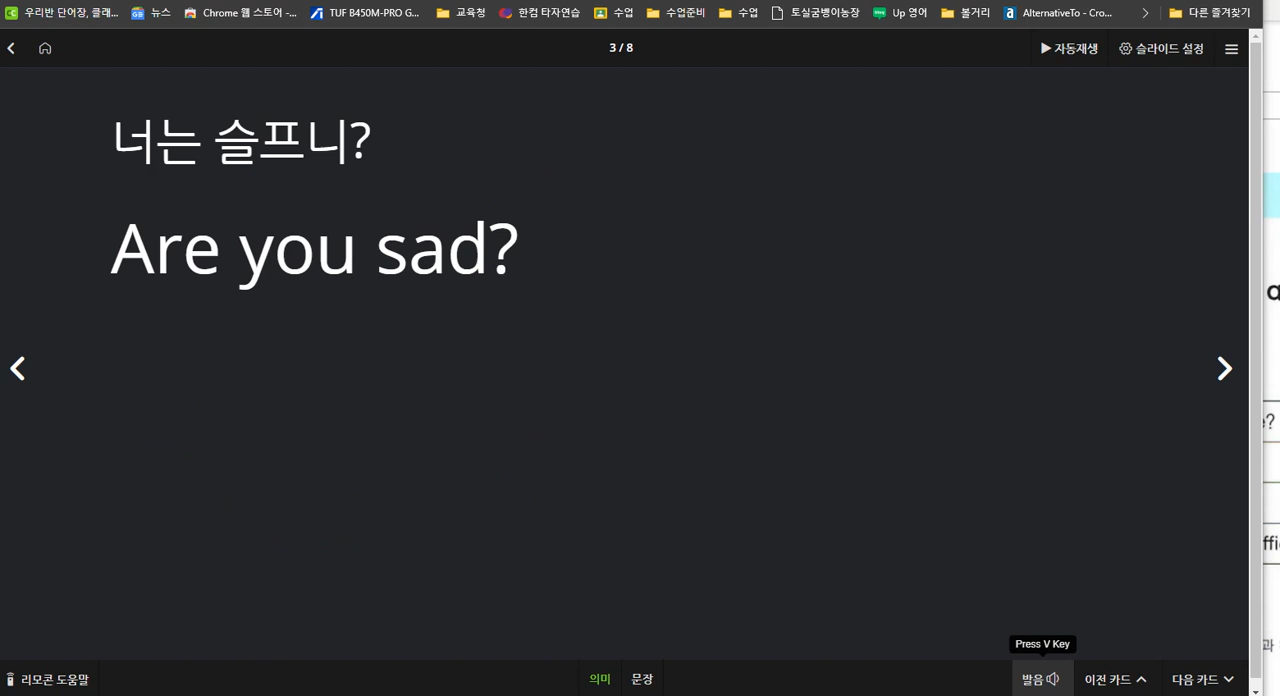 우리반 단어장, 클래... 뉴스 Chrome 웹 스토어 -... TUF B450M-PRO G... 교육청 한컴 타자연습 수업 수업준비 수업 토실굼벵이농장 Up 영어 볼거리 AlternativeTo - Cro... 다른 즐겨찾기
3 / 8 자동재생 슬라이드 설정
너는 슬프니?
Are you sad?
Press V Key
리모콘 도움말 의미 문장 발음 이전 카드 다음 카드